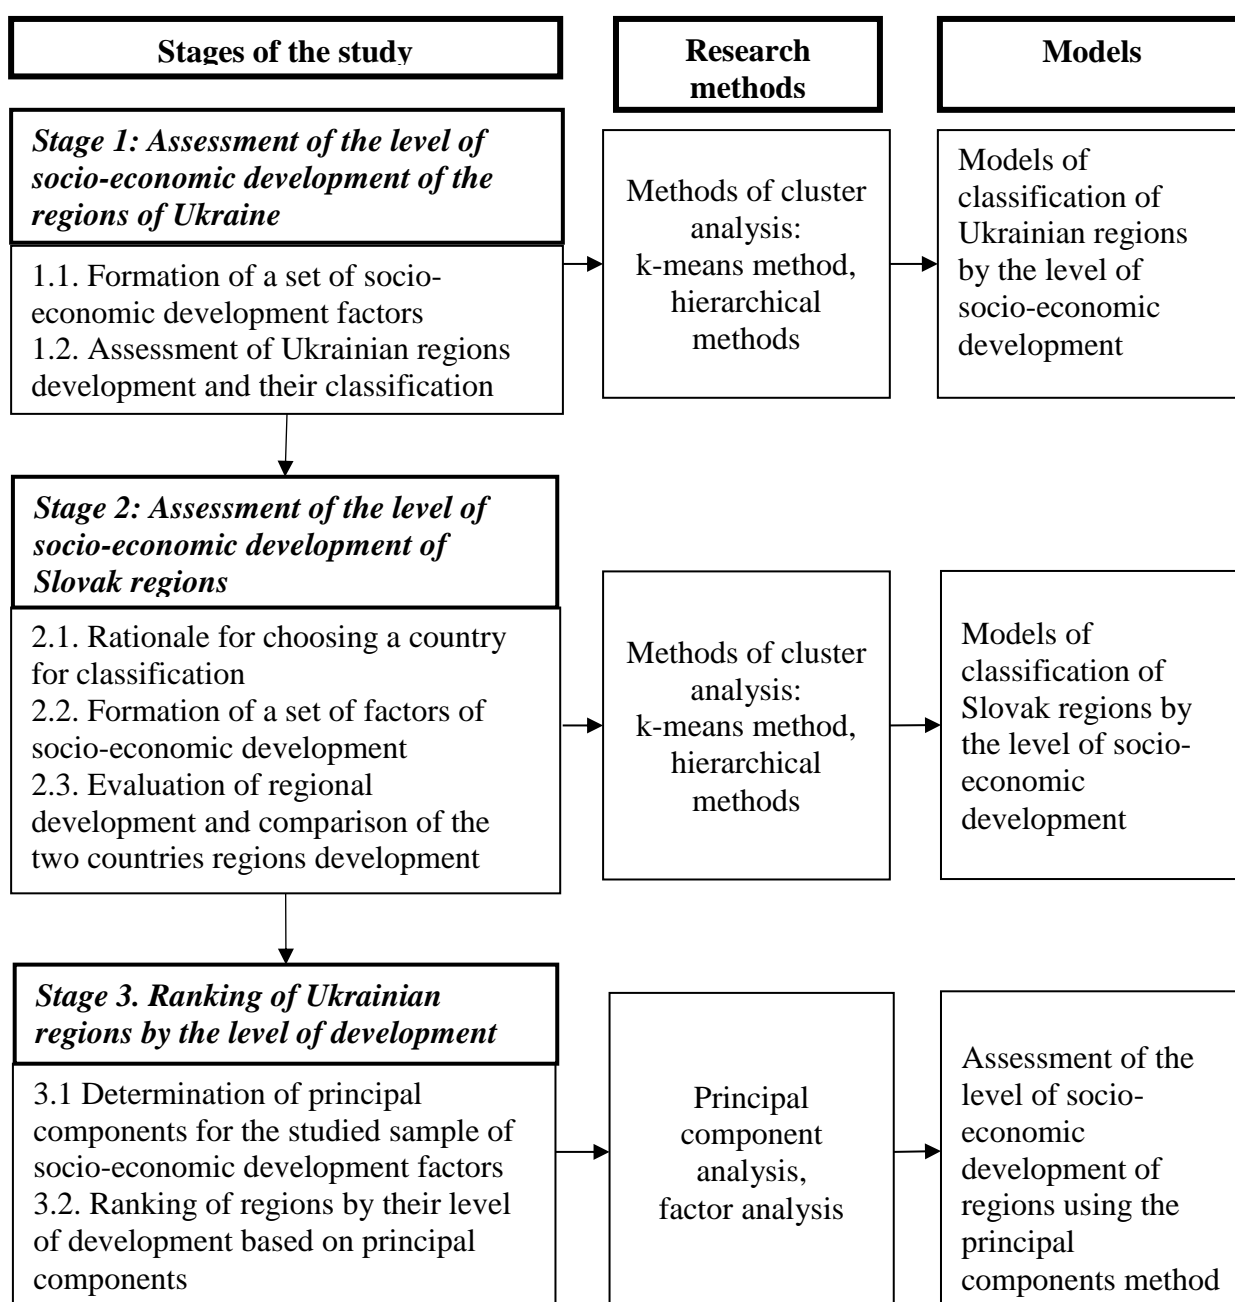 Stages of the study
Research
methods
Models
Stage 1: Assessment of the level of
socio-economic development of the
regions of Ukraine
1.1. Formation of a set of socio-
economic development factors
1.2. Assessment of Ukrainian regions
development and their classification
Methods of cluster
analysis:
k-means method,
hierarchical
methods
Models of
classification of
Ukrainian regions
by the level of
socio-economic
development
Stage 2: Assessment of the level of
socio-economic development of
Slovak regions
2.1. Rationale for choosing a country
for classification
2.2. Formation of a set of factors of
socio-economic development
2.3. Evaluation of regional
development and comparison of the
two countries regions development
Methods of cluster
analysis:
k-means method,
hierarchical
methods
Models of
classification of
Slovak regions by
the level of socio-
economic
development
Stage 3. Ranking of Ukrainian
regions by the level of development
3.1 Determination of principal
components for the studied sample of
socio-economic development factors
3.2. Ranking of regions by their level
of development based on principal
components
Principal
component
analysis,
factor analysis
Assessment of the
level of socio-
economic
development of
regions using the
principal
components method